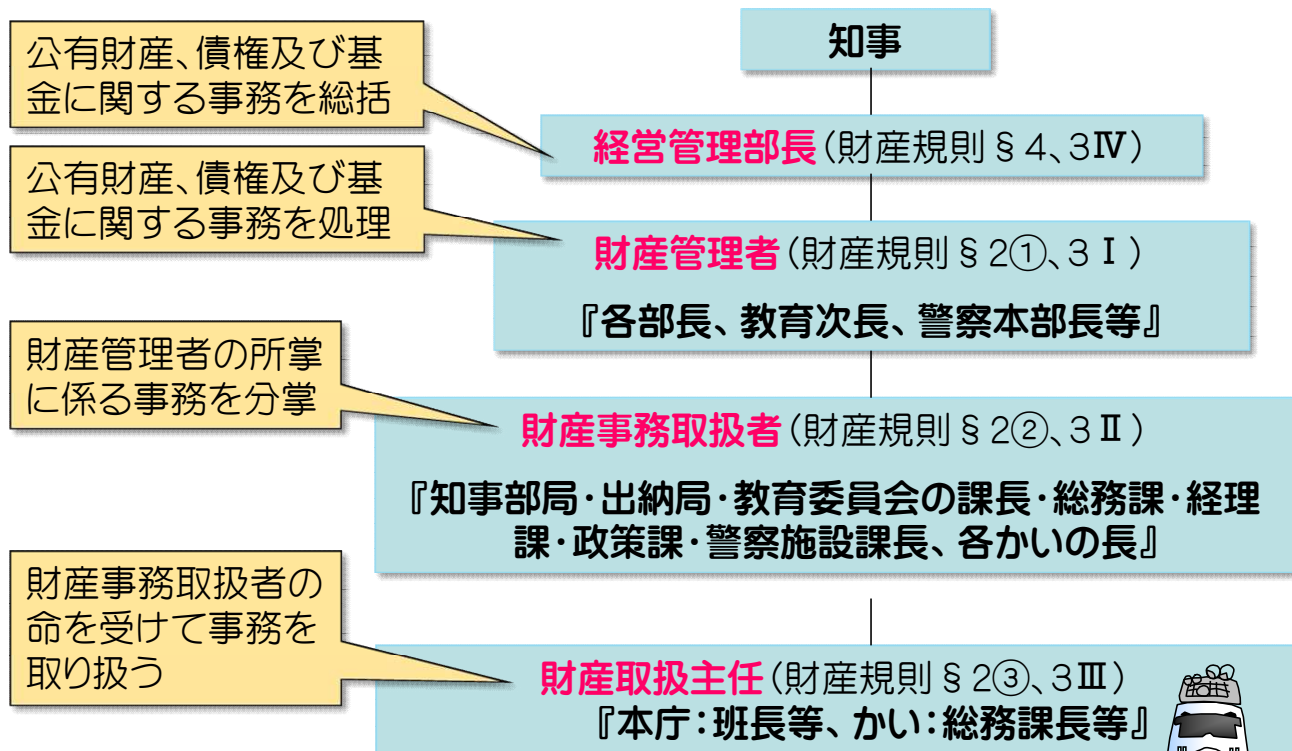 知事
公有財産、債権及び基
金に関する事務を総括
経営管理部長(財産規則§4、3Ⅳ)
公有財産、債権及び基
金に関する事務を処理
財産管理者(財産規則§2①、3Ⅰ)
『各部長、教育次長、警察本部長等』
財産管理者の所掌
に係る事務を分掌
財産事務取扱者(財産規則§2②、3Ⅱ)
『知事部局・出納局・教育委員会の課長・総務課・経理
課・政策課・警察施設課長、各かいの長』
財産事務取扱者の
命を受けて事務を
取り扱う
財産取扱主任(財産規則§2③、3Ⅲ)
『本庁:班長等、かい:総務課長等』